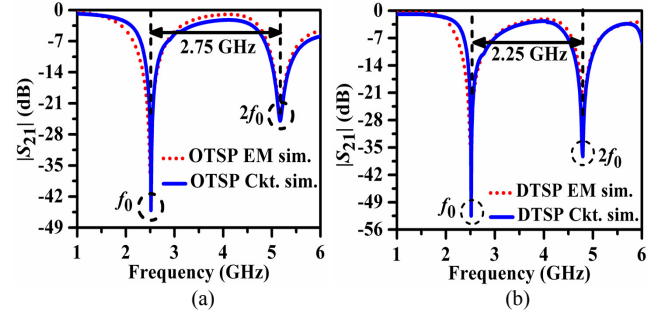 0
-7
-14
-21
-28
-35
-42
-49
|S21| (dB)
2.75 GHz
2f0
OTSP EM sim.
OTSP Ckt. sim.
f0
1 2 3 4 5 6
Frequency (GHz)
(a)
0
-7
-14
-21
-28
-35
-42
-49
-56
|S21| (dB)
2.25 GHz
2f0
DTSP EM sim.
DTSP Ckt. sim.
f0
1 2 3 4 5 6
Frequency (GHz)
(b)